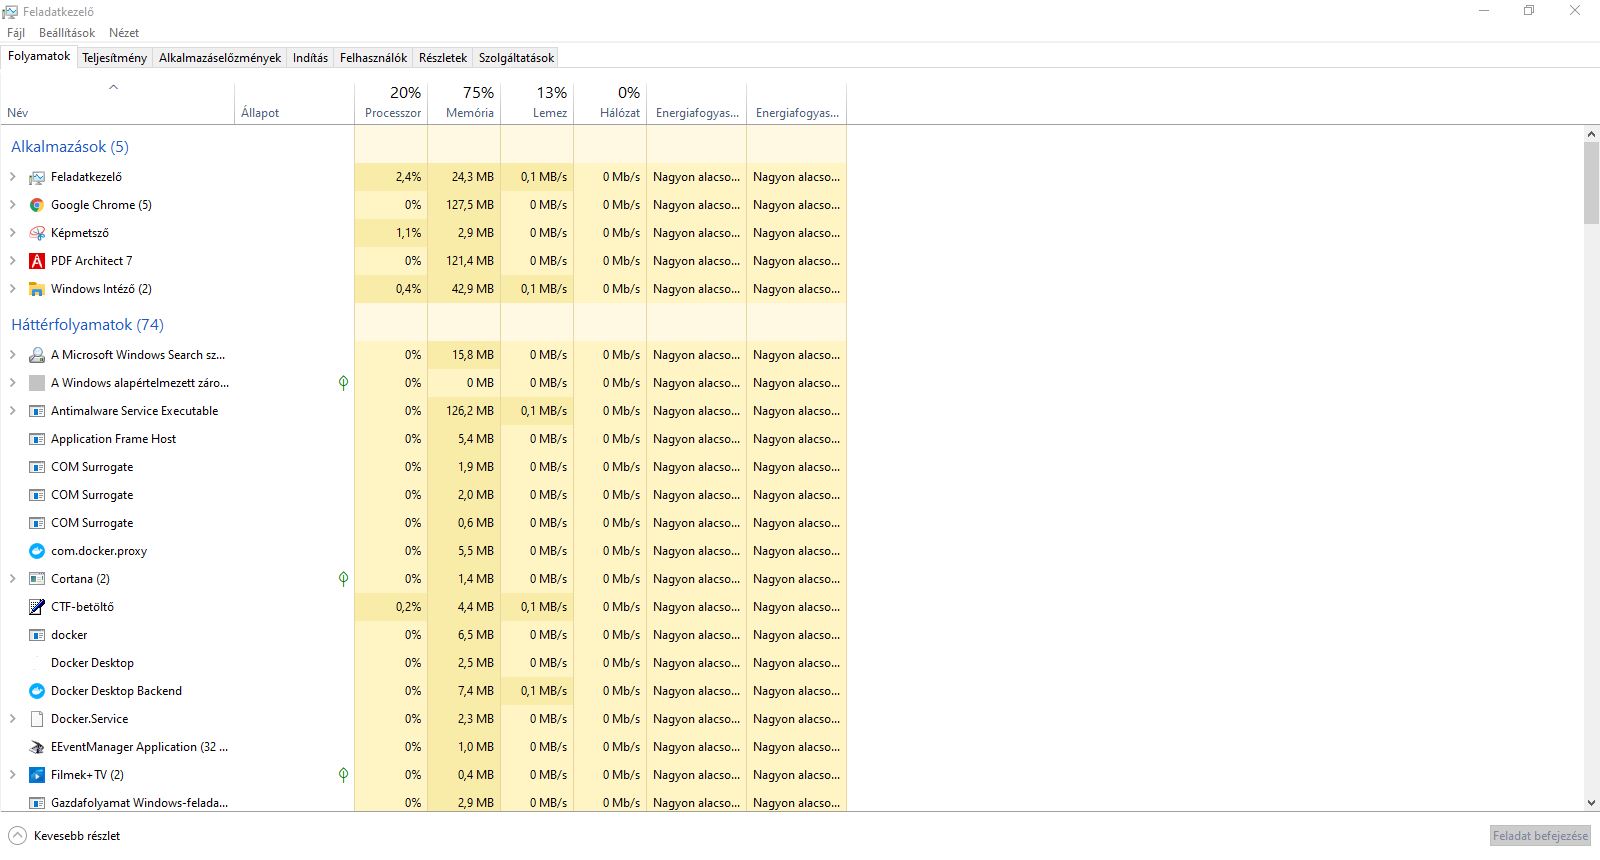 Feladatkezelő
Fájl Beállítások Nézet
Folyamatok Teljesítmény Alkalmazáselőzmények Indítás Felhasználók Részletek Szolgáltatások
20% 75% 13% 0%
Név Állapot Processzor Memória Lemez Hálózat Energiafogyas... Energiafogyas...
Alkalmazások (5)
Feladatkezelő 2,4% 24,3 MB 0,1 MB/s 0 Mb/s Nagyon alacso... Nagyon alacso...
Google Chrome (5) 0% 127,5 MB 0 MB/s 0 Mb/s Nagyon alacso... Nagyon alacso...
Képmetsző 1,1% 2,9 MB 0 MB/s 0 Mb/s Nagyon alacso... Nagyon alacso...
PDF Architect 7 0% 121,4 MB 0 MB/s 0 Mb/s Nagyon alacso... Nagyon alacso...
Windows Intéző (2) 0,4% 42,9 MB 0,1 MB/s 0 Mb/s Nagyon alacso... Nagyon alacso...
Háttérfolyamatok (74)
A Microsoft Windows Search sz... 0% 15,8 MB 0 MB/s 0 Mb/s Nagyon alacso... Nagyon alacso...
A Windows alapértelmezett záro... 0% 0 MB 0 MB/s 0 Mb/s Nagyon alacso... Nagyon alacso...
Antimalware Service Executable 0% 126,2 MB 0,1 MB/s 0 Mb/s Nagyon alacso... Nagyon alacso...
Application Frame Host 0% 5,4 MB 0 MB/s 0 Mb/s Nagyon alacso... Nagyon alacso...
COM Surrogate 0% 1,9 MB 0 MB/s 0 Mb/s Nagyon alacso... Nagyon alacso...
COM Surrogate 0% 2,0 MB 0 MB/s 0 Mb/s Nagyon alacso... Nagyon alacso...
COM Surrogate 0% 0,6 MB 0 MB/s 0 Mb/s Nagyon alacso... Nagyon alacso...
com.docker.proxy 0% 5,5 MB 0 MB/s 0 Mb/s Nagyon alacso... Nagyon alacso...
Cortana (2) 0% 1,4 MB 0 MB/s 0 Mb/s Nagyon alacso... Nagyon alacso...
CTF-betöltő 0,2% 4,4 MB 0,1 MB/s 0 Mb/s Nagyon alacso... Nagyon alacso...
docker 0% 6,5 MB 0 MB/s 0 Mb/s Nagyon alacso... Nagyon alacso...
Docker Desktop 0% 2,5 MB 0 MB/s 0 Mb/s Nagyon alacso... Nagyon alacso...
Docker Desktop Backend 0% 7,4 MB 0,1 MB/s 0 Mb/s Nagyon alacso... Nagyon alacso...
Docker.Service 0% 2,3 MB 0 MB/s 0 Mb/s Nagyon alacso... Nagyon alacso...
EEventManager Application (32 ... 0% 1,0 MB 0 MB/s 0 Mb/s Nagyon alacso... Nagyon alacso...
Filmek+TV (2) 0% 0,4 MB 0 MB/s 0 Mb/s Nagyon alacso... Nagyon alacso...
Gazdafolyamat Windows-felada... 0% 2,9 MB 0 MB/s 0 Mb/s Nagyon alacso... Nagyon alacso...
Kevesebb részlet Feladat befejezése